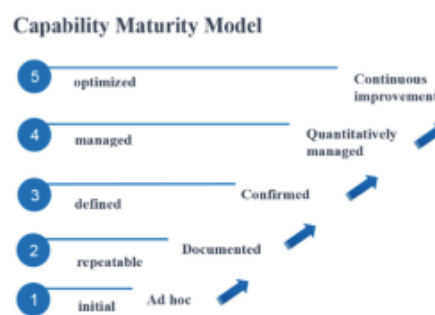 Capability Maturity Model
5
optimized
Continuous
improvement
4
managed
Quantitatively
managed
3
defined
Confirmed
2
repeatable
Documented
1
initial
Ad hoc